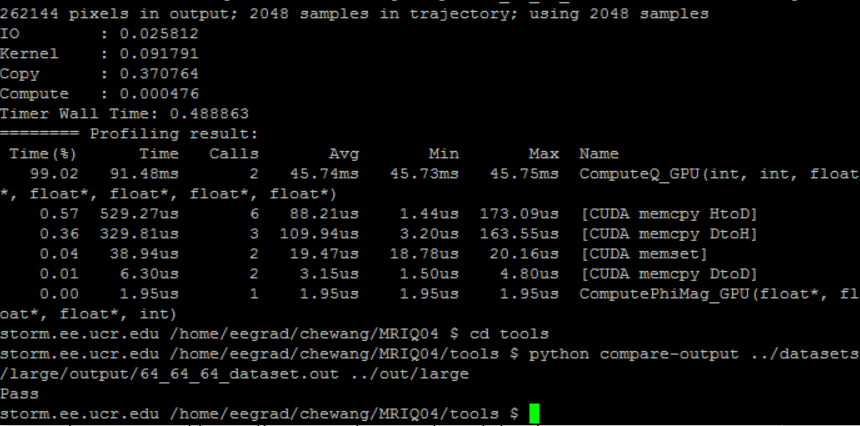 262144 pixels in output; 2048 samples in trajectory; using 2048 samples
IO       : 0.025812
Kernel   : 0.091791
Copy     : 0.370764
Compute  : 0.000476
Timer Wall Time: 0.488863
======== Profiling result:
 Time(%)      Time   Calls       Avg       Min       Max  Name
   99.02   91.48ms       2   45.74ms   45.73ms   45.75ms  ComputeQ_GPU(int, int, float
*, float*, float*, float*, float*)
    0.57  529.27us       6   88.21us    1.44us  173.09us  [CUDA memcpy HtoD]
    0.36  329.81us       3  109.94us    3.20us  163.55us  [CUDA memcpy DtoH]
    0.04   38.94us       2   19.47us   18.78us   20.16us  [CUDA memset]
    0.01    6.30us       2    3.15us    1.50us    4.80us  [CUDA memcpy DtoD]
    0.00    1.95us       1    1.95us    1.95us    1.95us  ComputePhiMag_GPU(float*, fl
oat*, float*, int)
storm.ee.ucr.edu /home/eegrad/chewang/MRIQ04 $ cd tools
storm.ee.ucr.edu /home/eegrad/chewang/MRIQ04/tools $ python compare-output ../datasets
/large/output/64_64_64_dataset.out ../out/large
Pass
storm.ee.ucr.edu /home/eegrad/chewang/MRIQ04/tools $